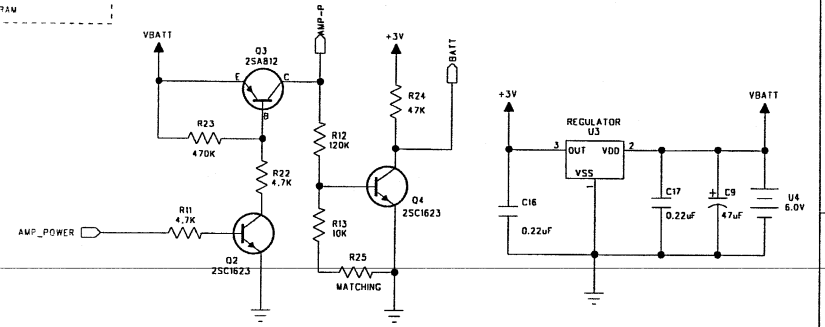 RAM
VBATT
Q3
2SA812
E
C
B
AMP-P
+3V
BATT
R23
470K
R22
4.7K
R12
120K
R24
47K
Q4
2SC1623
R11
4.7K
AMP_POWER
Q2
2SC1623
R13
10K
R25
MATCHING
+3V
REGULATOR
U3
VBATT
3
OUT
VDD
2
VSS
1
C16
0.22uF
C17
0.22uF
+
C9
47uF
U4
6.0V